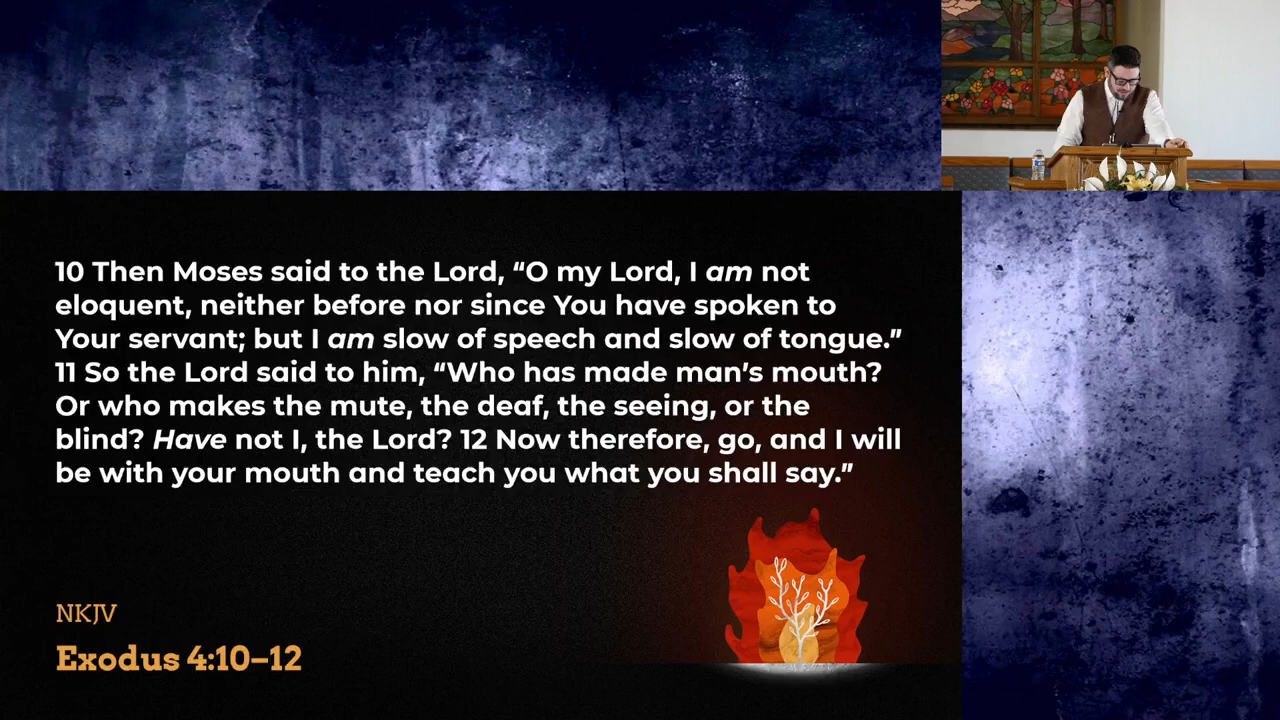 10 Then Moses said to the Lord, “O my Lord, I am not
eloquent, neither before nor since You have spoken to
Your servant; but I am slow of speech and slow of tongue.”
11 So the Lord said to him, “Who has made man’s mouth?
Or who makes the mute, the deaf, the seeing, or the
blind? Have not I, the Lord? 12 Now therefore, go, and I will
be with your mouth and teach you what you shall say.”
NKJV
Exodus 4:10–12